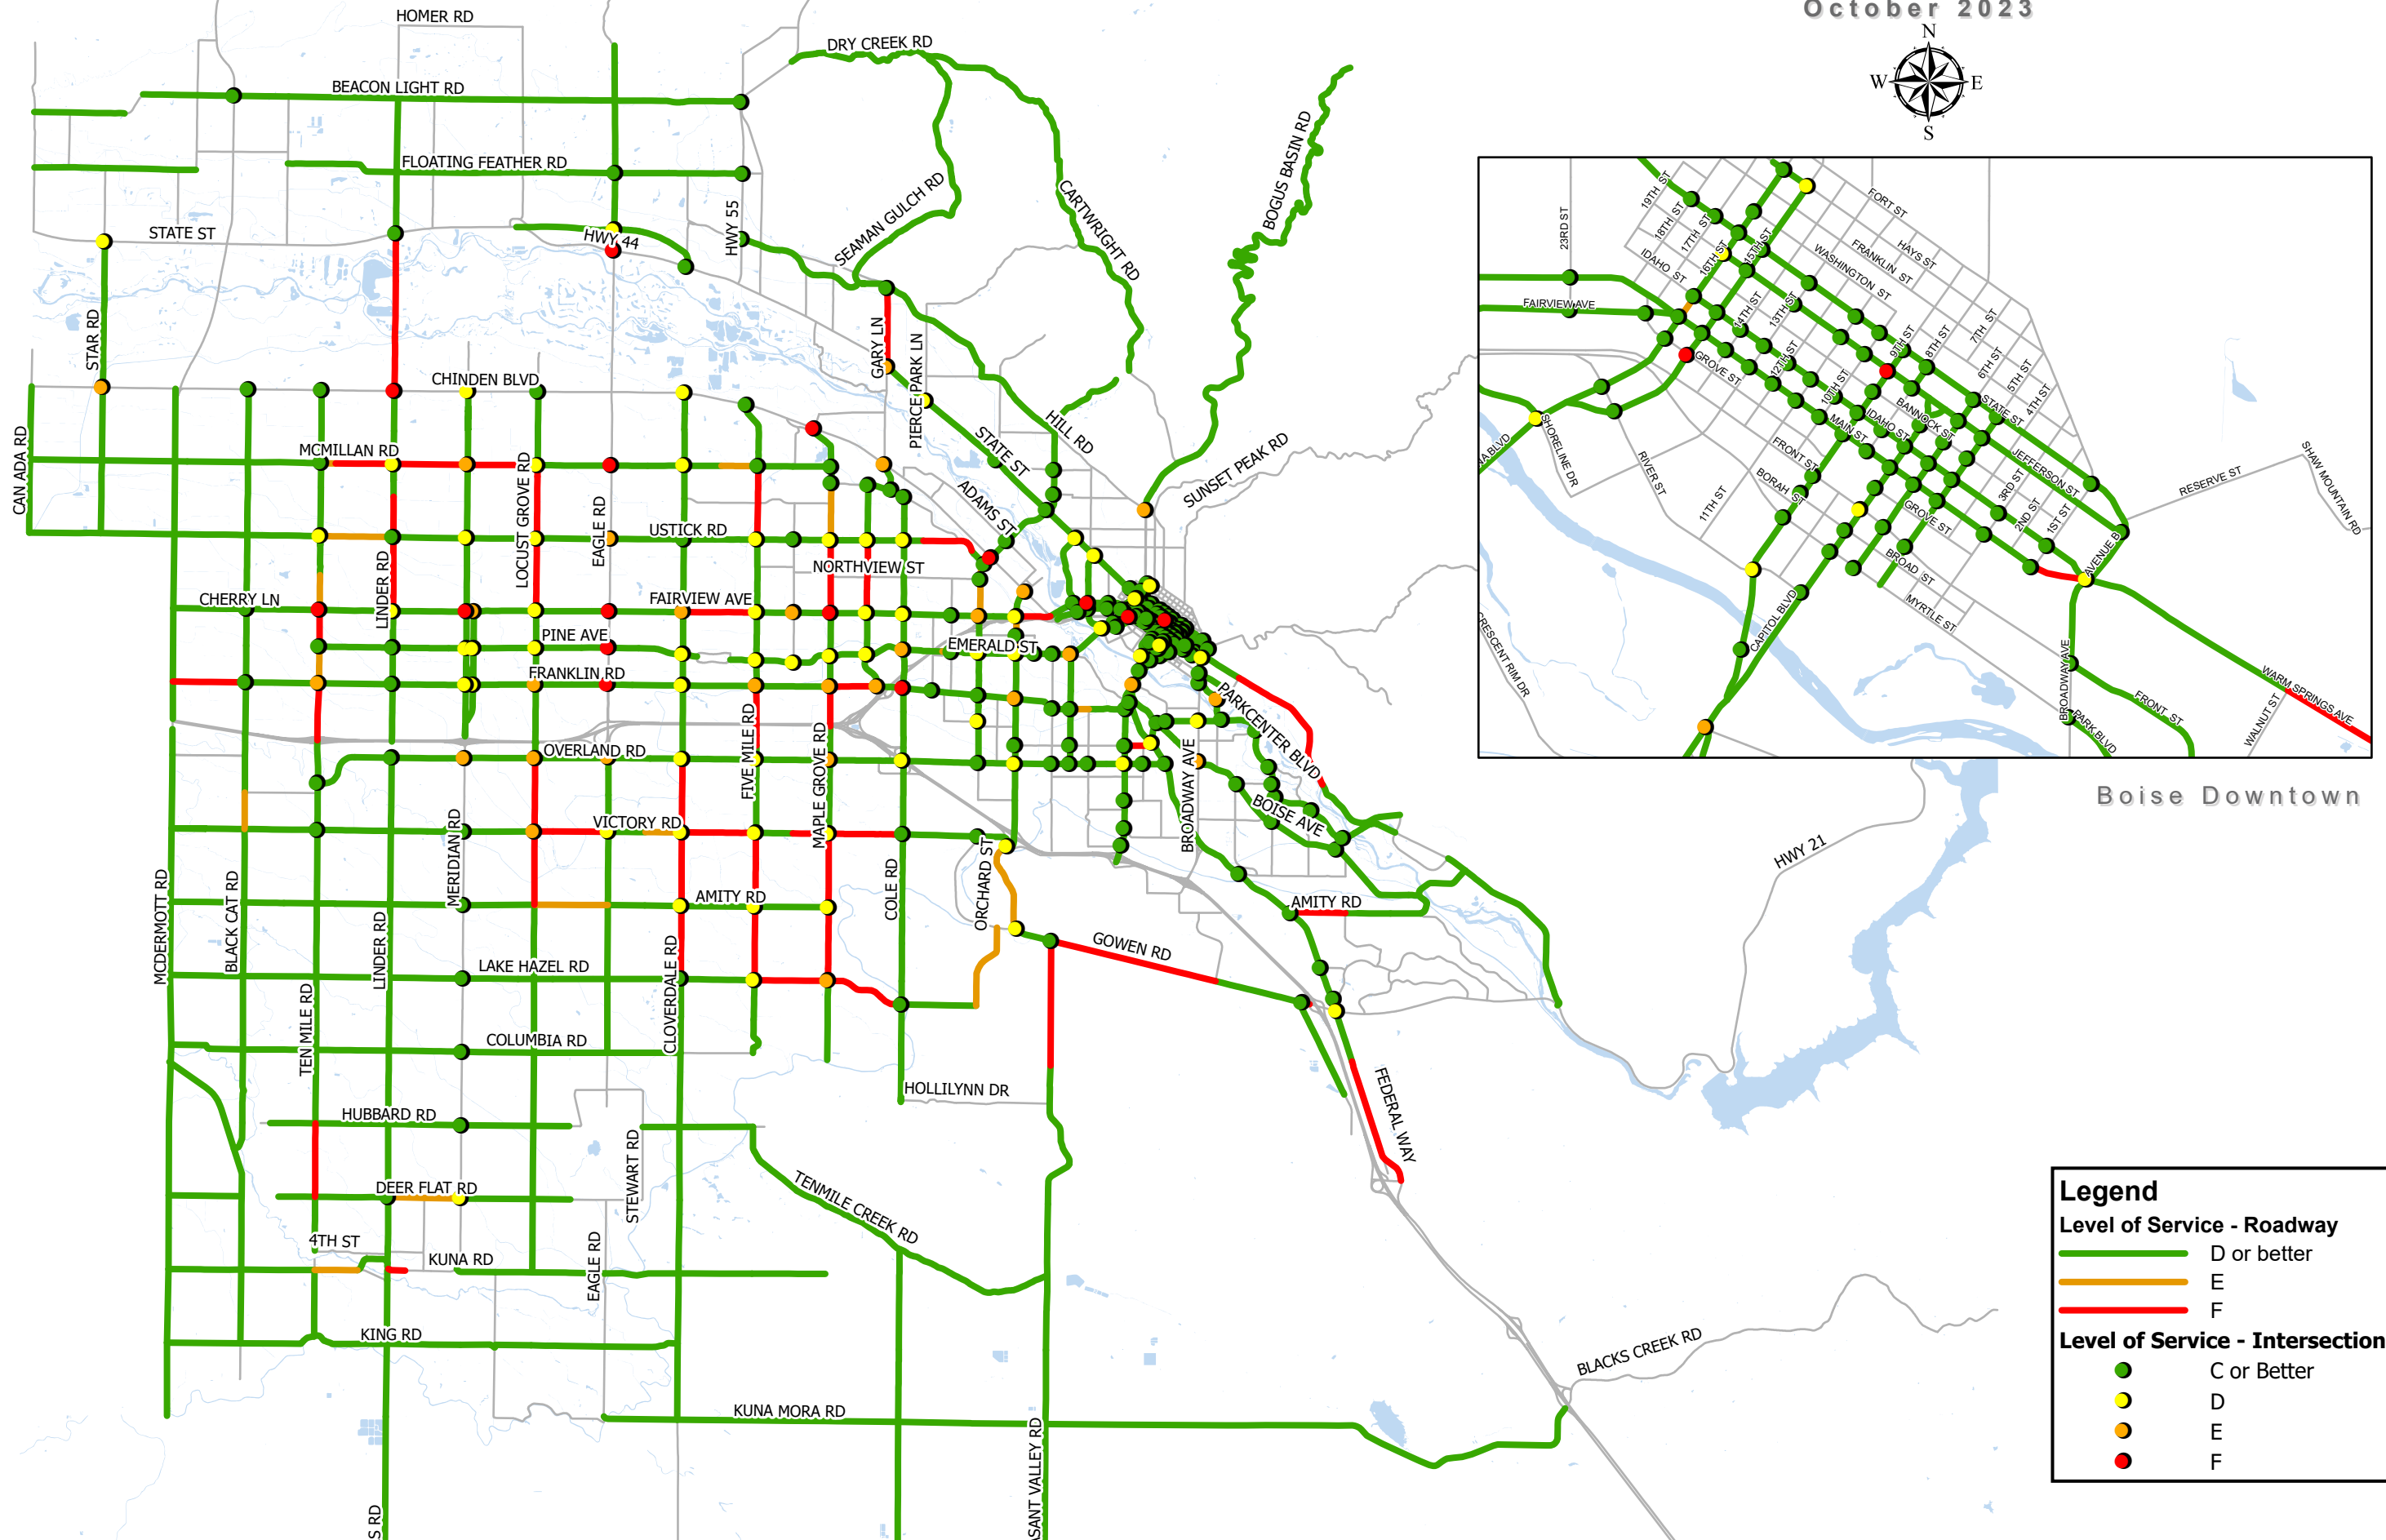 October 2023
N
W
E
S
HOMER RD
DRY CREEK RD
BEACON LIGHT RD
FLOATING FEATHER RD
BOGUS BASIN RD
CARTWRIGHT RD
SEAMAN GULCH RD
HWY 55
STATE ST
HWY 44
STAR RD
GARY LN
PIERCE PARK LN
CHINDEN BLVD
HILL RD
STATE ST
SUNSET PEAK RD
CAN ADA RD
MCMILLAN RD
LOCUST GROVE RD
EAGLE RD
USTICK RD
ADAMS ST
LINDER RD
NORTHVIEW ST
CHERRY LN
FAIRVIEW AVE
PINE AVE
EMERALD ST
FRANKLIN RD
PARKCENTER BLVD
FIVE MILE RD
MAPLE GROVE RD
OVERLAND RD
BROADWAY AVE
BOISE AVE
VICTORY RD
MERIDIAN RD
ORCHARD ST
COLE RD
MCDERMOTT RD
BLACK CAT RD
LINDER RD
AMITY RD
AMITY RD
GOWEN RD
LAKE HAZEL RD
CLOVERDALE RD
TEN MILE RD
COLUMBIA RD
HOLLILYNN DR
FEDERAL WAY
HUBBARD RD
STEWART RD
DEER FLAT RD
TENMILE CREEK RD
4TH ST
KUNA RD
EAGLE RD
KING RD
KUNA MORA RD
BLACKS CREEK RD
HWY 21
S RD
SANT VALLEY RD
19TH ST
18TH ST
17TH ST
16TH ST
15TH ST
23RD ST
FORT ST
HAYS ST
FRANKLIN ST
WASHINGTON ST
IDAHO ST
FAIRVIEW AVE
14TH ST
13TH ST
12TH ST
10TH ST
9TH ST
8TH ST
7TH ST
6TH ST
5TH ST
4TH ST
GROVE ST
STATE ST
BANNOCK ST
IDAHO ST
MAIN ST
JEFFERSON ST
FRONT ST
BORAH ST
SHORELINE DR
RIVER ST
11TH ST
NA BLVD
3RD ST
2ND ST
1ST ST
GROVE ST
BROAD ST
MYRTLE ST
AVENUE B
RESERVE ST
SHAW MOUNTAIN RD
CAPITOL BLVD
CRESCENT RIM DR
BROADWAY AVE
PARK BLVD
FRONT ST
WALNUT ST
WARM SPRINGS AVE
Boise Downtown
Legend
Level of Service - Roadway
D or better
E
F
Level of Service - Intersection
C or Better
D
E
F